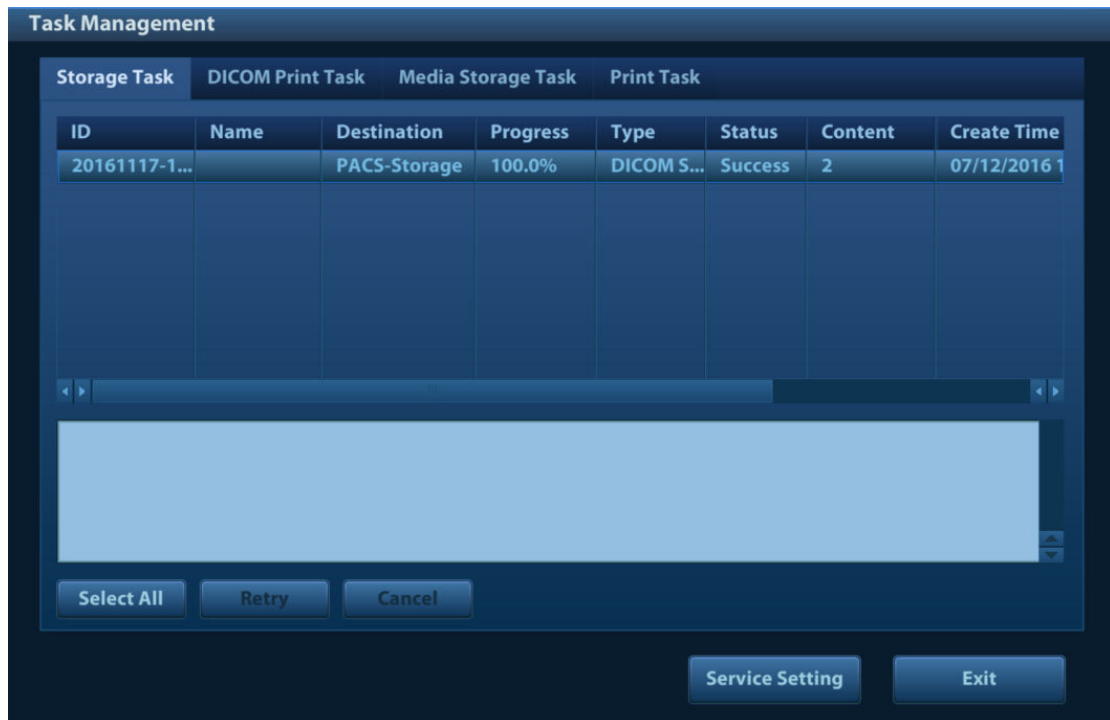 Task Management
Storage Task DICOM Print Task Media Storage Task Print Task
ID Name Destination Progress Type Status Content Create Time
20161117-1... PACS-Storage 100.0% DICOM S... Success 2 07/12/2016 1
Select All Retry Cancel
Service Setting Exit